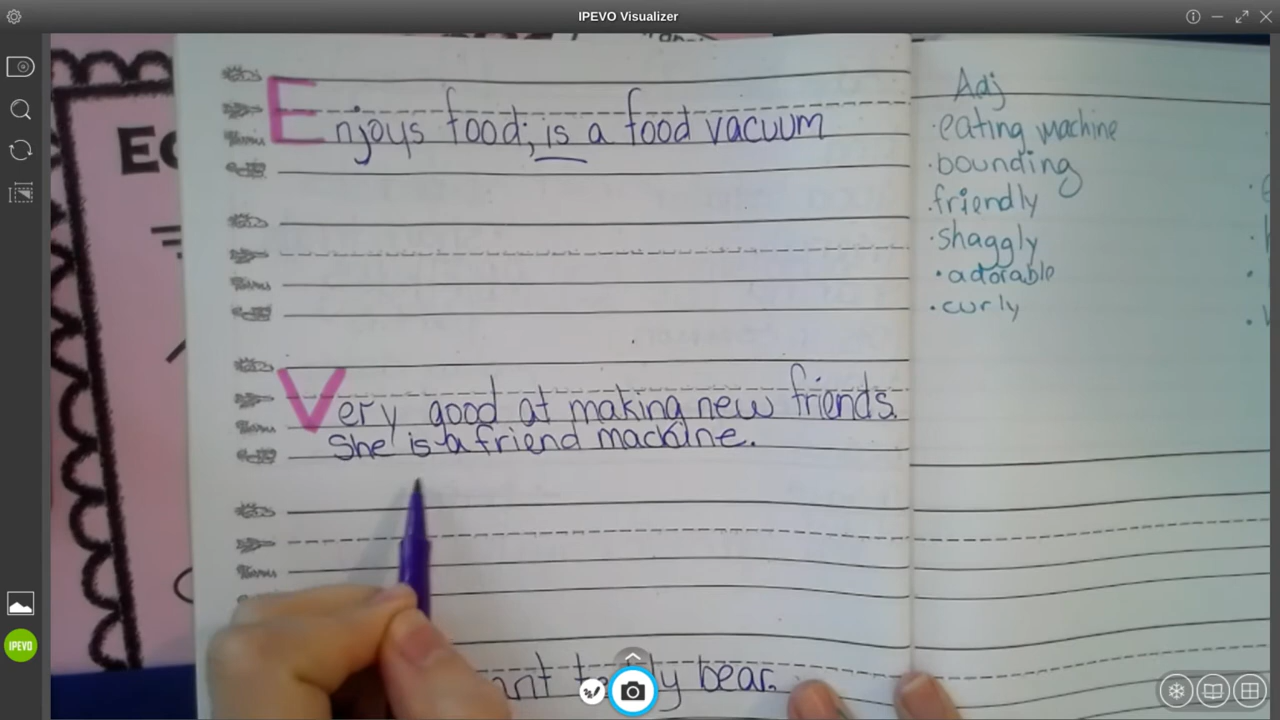 IPEVO Visualizer
Enjoys food; is a food vacuum
Very good at making new friends.
She is a friend machine.
bear.
Adj
·eating machine
·bounding
·friendly
·shaggly
·adorable
·curly
IPEVO